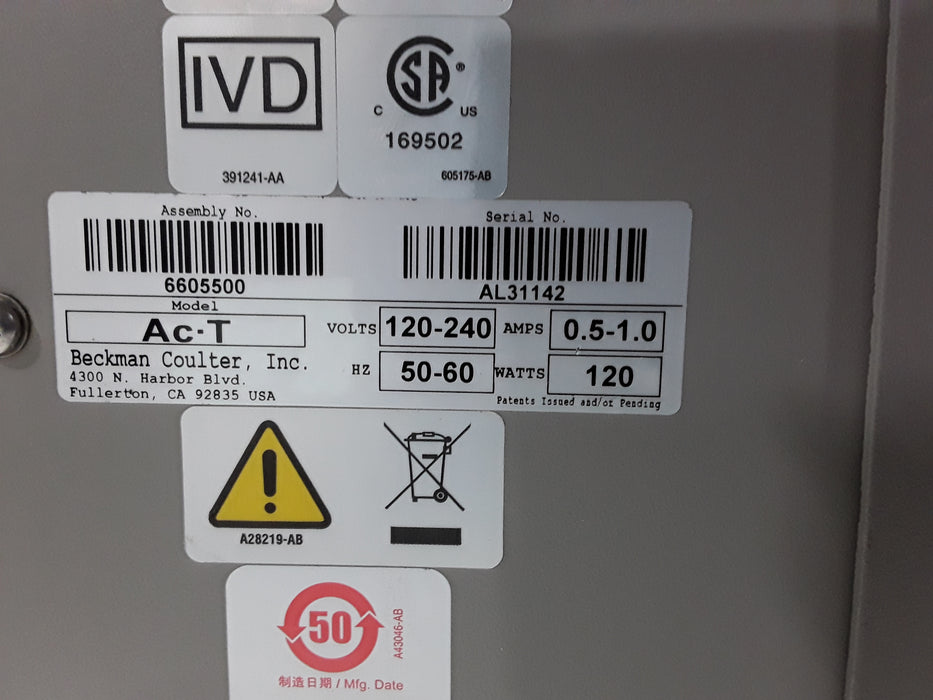 IVD
391241-AA
CSA®
C US
169502
605175-AB
Assembly No.
6605500
Serial No.
AL31142
Model
Ac·T
Beckman Coulter, Inc.
4300 N. Harbor Blvd.
Fullerton, CA 92835 USA
VOLTS 120-240 AMPS 0.5-1.0
HZ 50-60 WATTS 120
Patents Issued and/or Pending
A28219-AB
50
A43046-AB
制造日期 / Mfg. Date